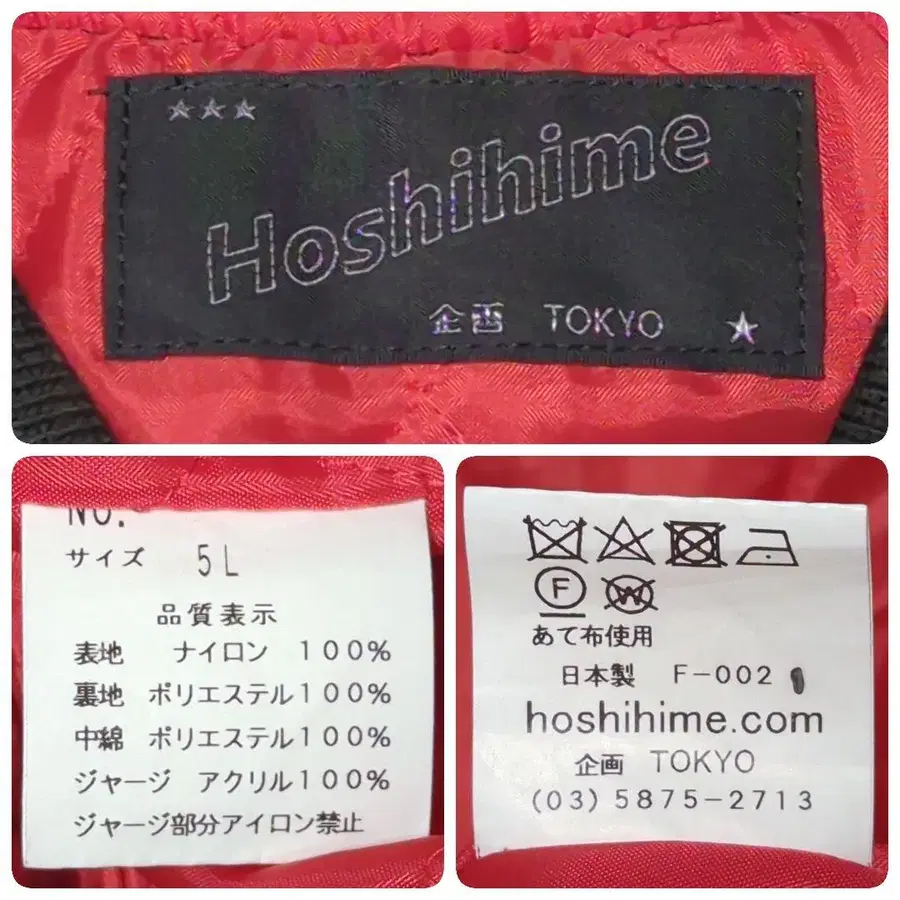 Hoshihime
企画 TOKYO
No.
サイズ 5L
品質表示
表地 ナイロン 100%
裏地 ポリエステル100%
中綿 ポリエステル100%
ジャージ アクリル100%
ジャージ部分アイロン禁止
F W
あて布使用
日本製 F-002
hoshihime.com
企画 TOKYO
(03)5875-2713